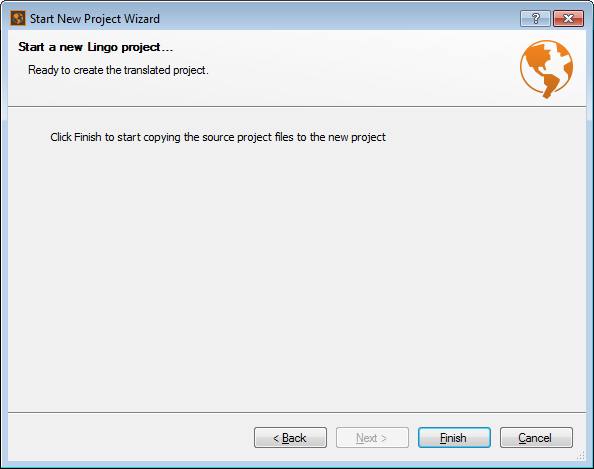 Start New Project Wizard
?
Start a new Lingo project...
Ready to create the translated project.
Click Finish to start copying the source project files to the new project
< Back
Next >
Finish
Cancel